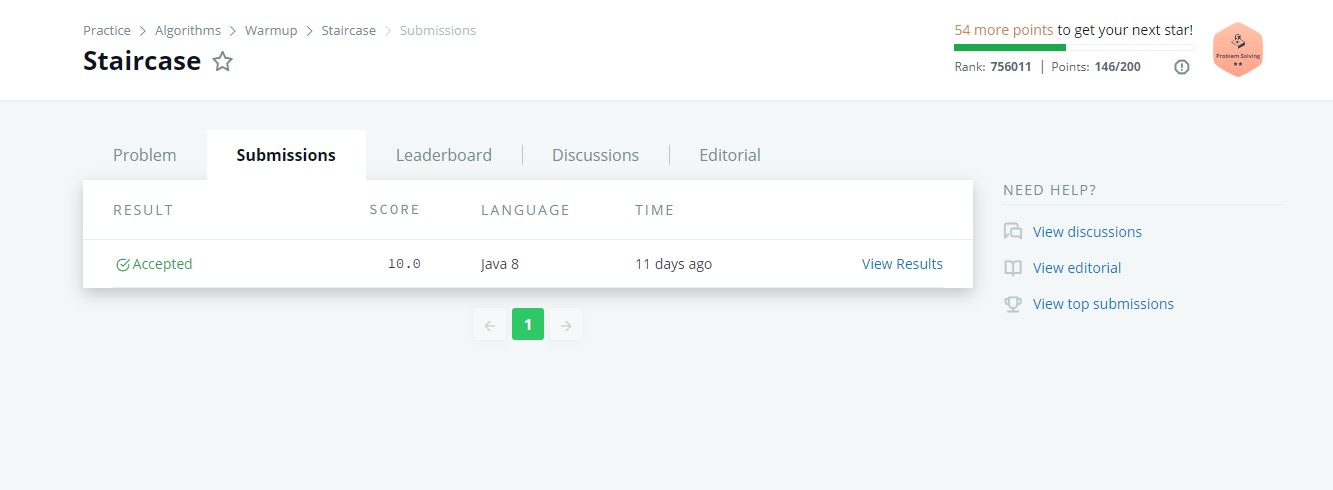 Practice > Algorithms > Warmup > Staircase > Submissions
Staircase
54 more points to get your next star!
Rank: 756011 | Points: 146/200
Problem Solving
Problem Submissions Leaderboard Discussions Editorial
RESULT SCORE LANGUAGE TIME
Accepted 10.0 Java 8 11 days ago View Results
1
NEED HELP?
View discussions
View editorial
View top submissions